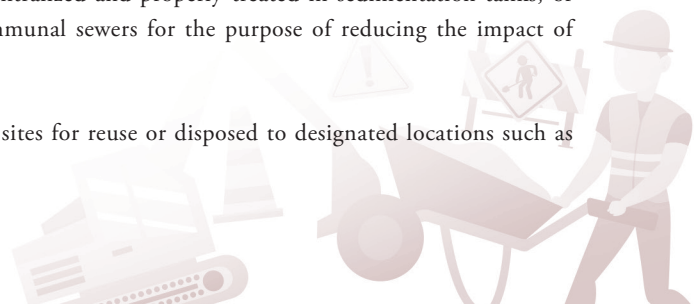 centralized and properly treated in sedimentation tanks, or
communal sewers for the purpose of reducing the impact of
sites for reuse or disposed to designated locations such as